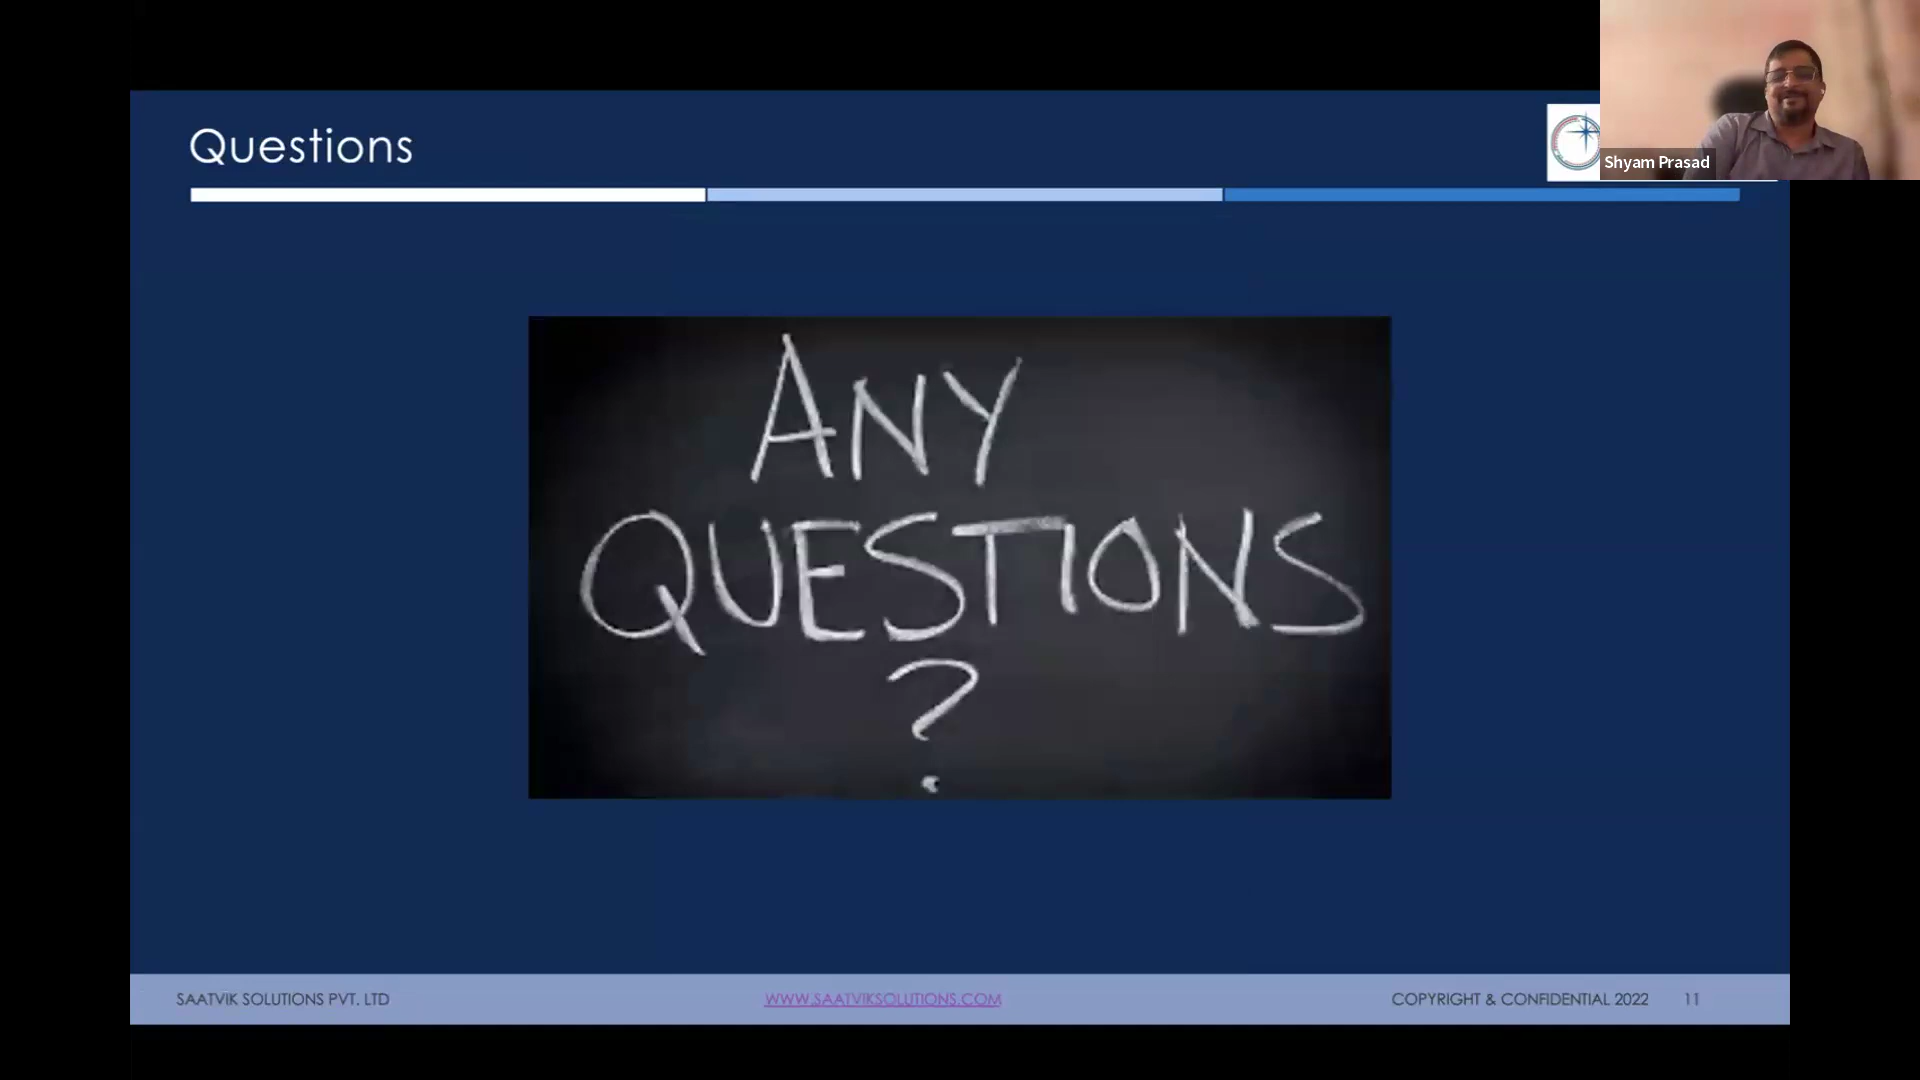 Questions
Shyam Prasad
ANY
QUESTIONS
?
SAATVIK SOLUTIONS PVT. LTD
WWW.SAATVIKSOLUTIONS.COM
COPYRIGHT & CONFIDENTIAL 2022
11